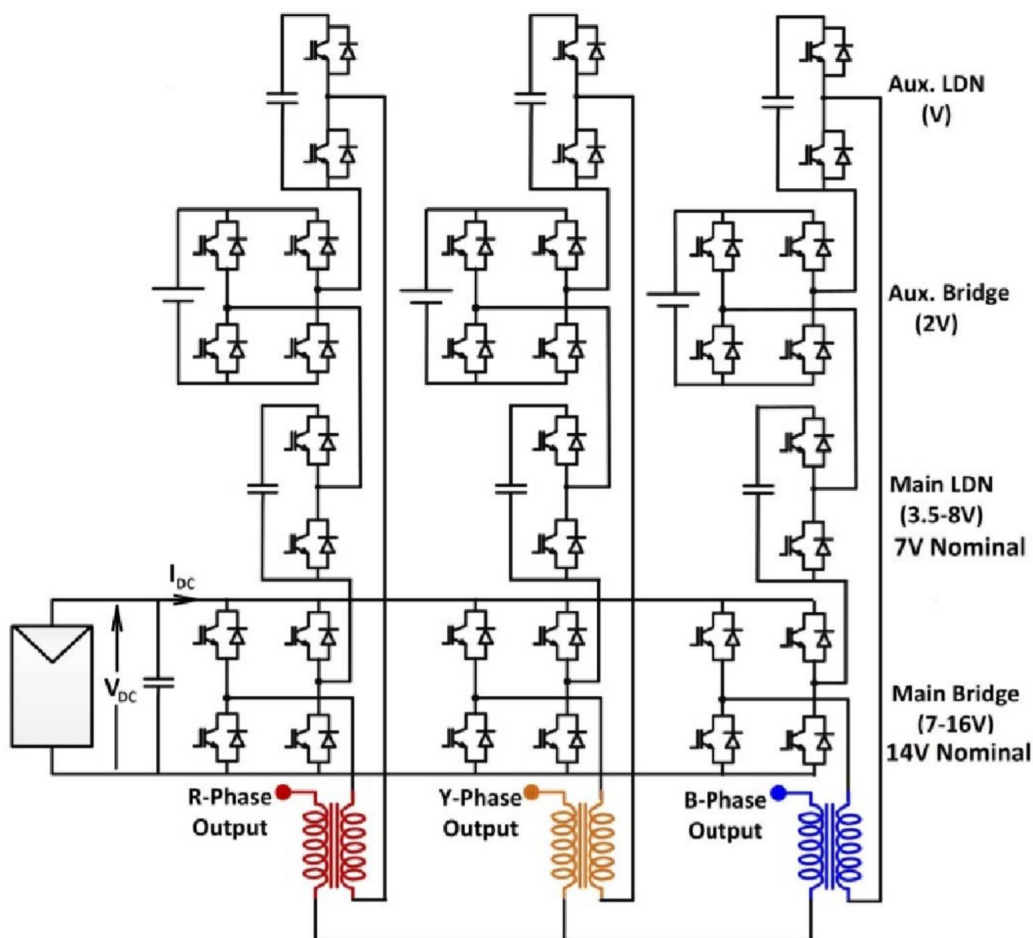 Aux. LDN
(V)
Aux. Bridge
(2V)
Main LDN
(3.5-8V)
7V Nominal
IDC
VDC
Main Bridge
(7-16V)
14V Nominal
R-Phase
Output
Y-Phase
Output
B-Phase
Output